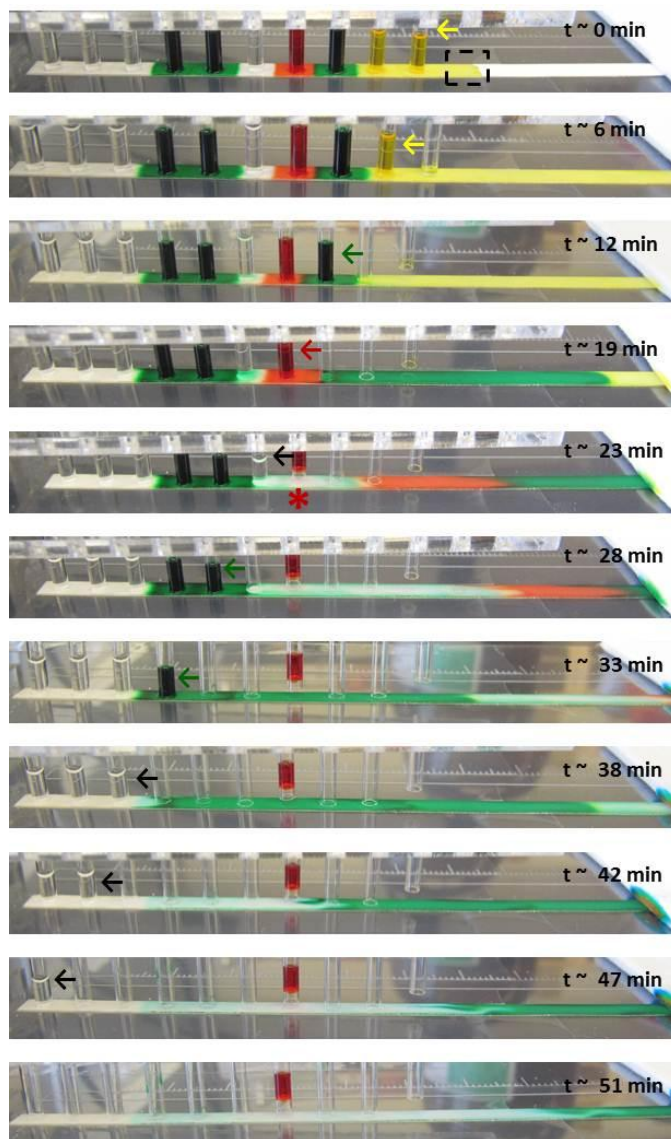 t ~ 0 min
t ~ 6 min
t ~ 12 min
t ~ 19 min
*
t ~ 23 min
t ~ 28 min
t ~ 33 min
t ~ 38 min
t ~ 42 min
t ~ 47 min
t ~ 51 min